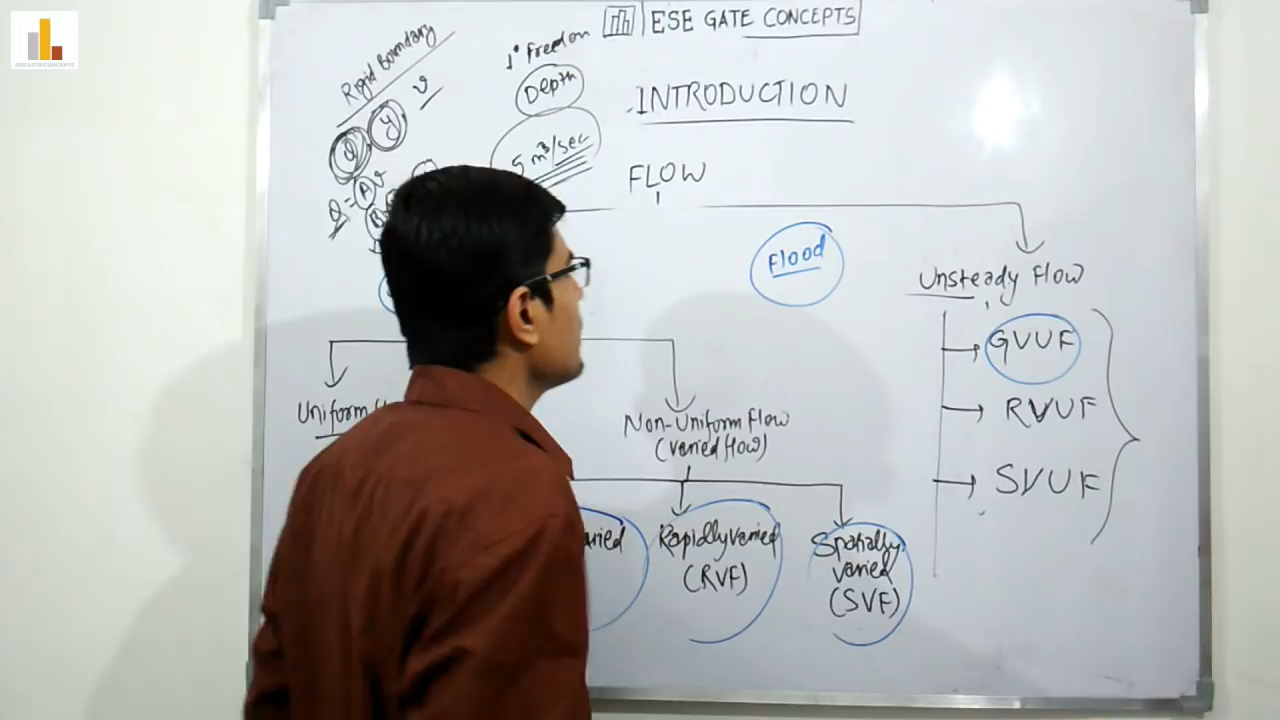 ESE GATE CONCEPTS
Rigid Boundary
1° freedom
Depth
INTRODUCTION
Q y v
5 m³/sec
FLOW
Q = A v
Flood
Unsteady Flow
GVUF
RVUF
SVUF
Uniform
Non-Uniform Flow
(varied flow)
Rapidly varied
(RVF)
Spatially
varied
(SVF)